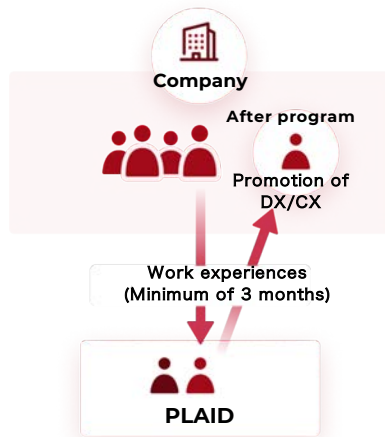 Company
After program
Promotion of
DX/CX
Work experiences
(Minimum of 3 months)
PLAID